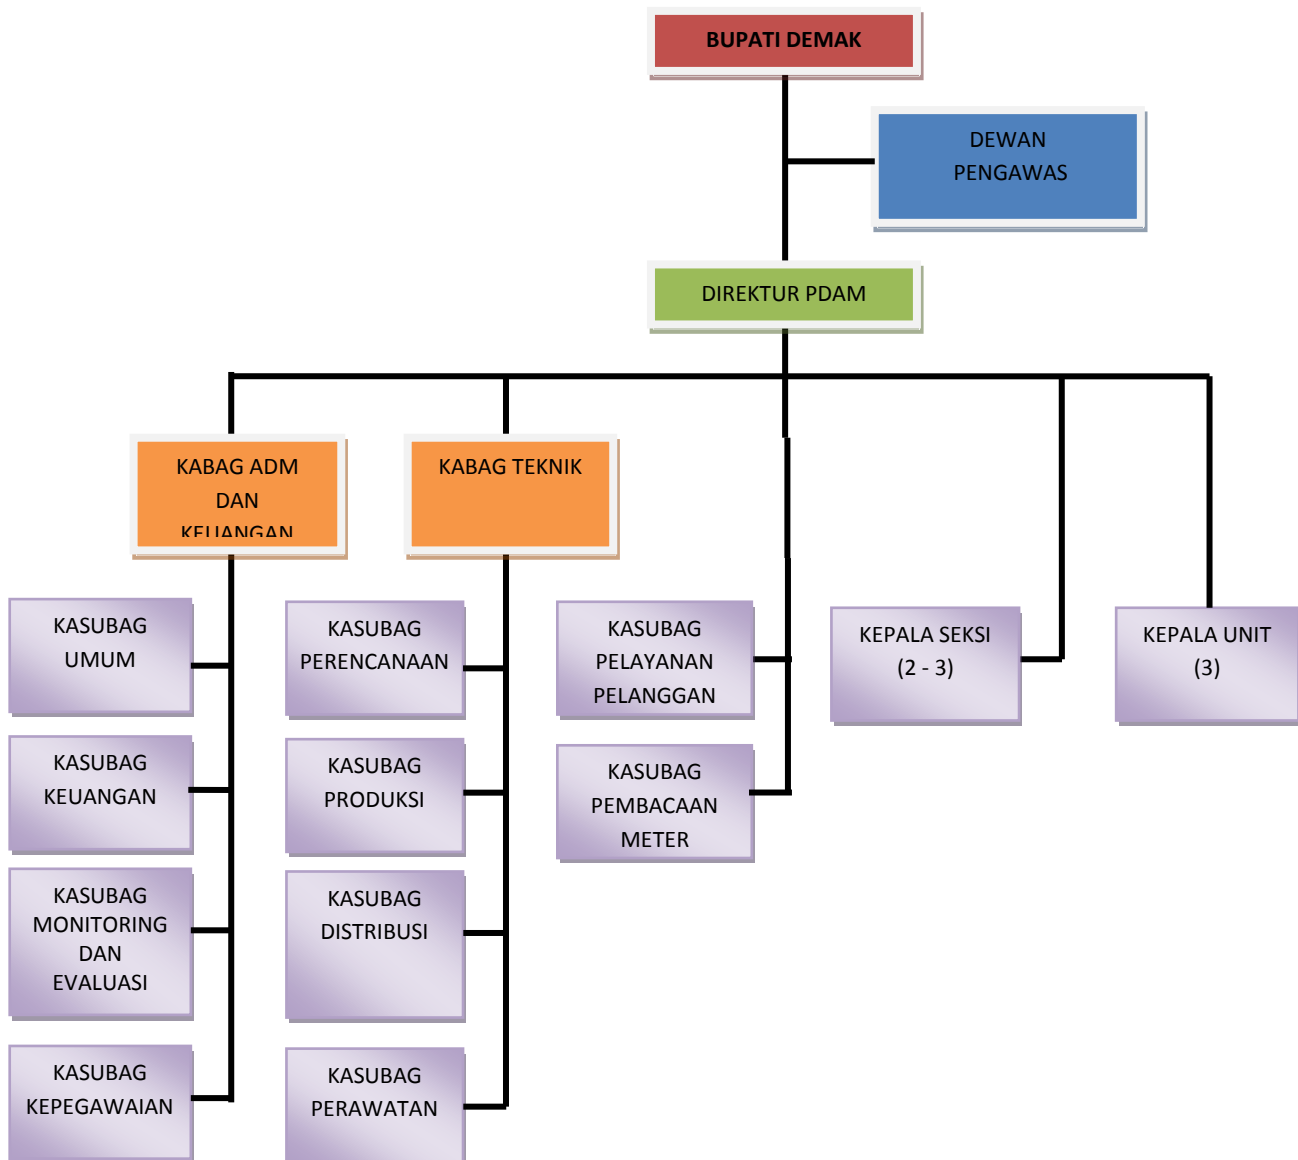 BUPATI DEMAK
DEWAN
PENGAWAS
DIREKTUR PDAM
KABAG ADM
DAN
KEUANGAN
KABAG TEKNIK
KASUBAG
UMUM
KASUBAG
PERENCANAAN
KASUBAG
PELAYANAN
PELANGGAN
KEPALA SEKSI
(2 - 3)
KEPALA UNIT
(3)
KASUBAG
KEUANGAN
KASUBAG
PRODUKSI
KASUBAG
PEMBACAAN
METER
KASUBAG
MONITORING
DAN
EVALUASI
KASUBAG
DISTRIBUSI
KASUBAG
KEPEGAWAIAN
KASUBAG
PERAWATAN